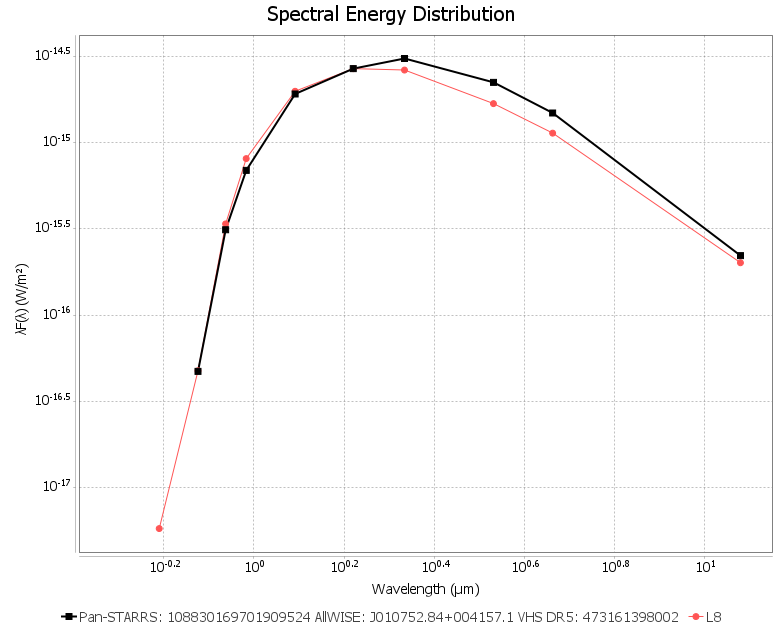 Spectral Energy Distribution
10^-14.5
10^-15
10^-15.5
10^-16
10^-16.5
10^-17
λF(λ) (W/m²)
10^-0.2 10^0 10^0.2 10^0.4 10^0.6 10^0.8 10^1
Wavelength (μm)
Pan-STARRS: 108830169701909524 AllWISE: J010752.84+004157.1 VHS DR5: 473161398002 L8